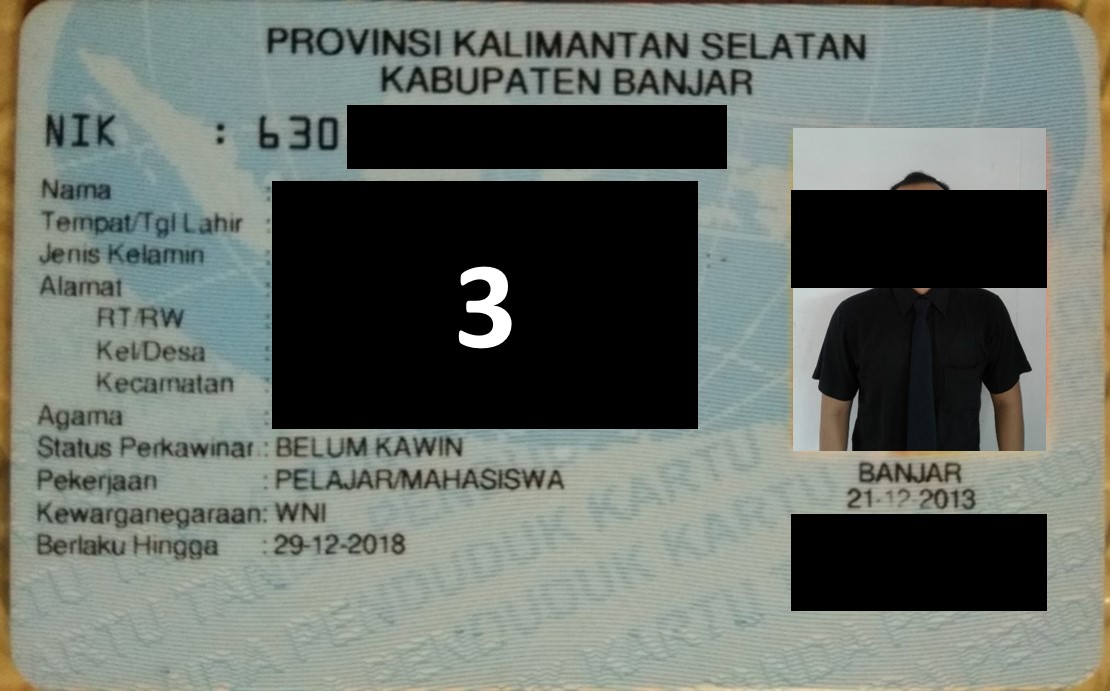 PROVINSI KALIMANTAN SELATAN
KABUPATEN BANJAR
NIK : 630
Nama :
Tempat/Tgl Lahir :
Jenis Kelamin :
Alamat :
RT/RW :
Kel/Desa :
Kecamatan :
Agama :
3
Status Perkawinan : BELUM KAWIN
Pekerjaan : PELAJAR/MAHASISWA
Kewarganegaraan: WNI
Berlaku Hingga : 29-12-2018
BANJAR
21-12-2013